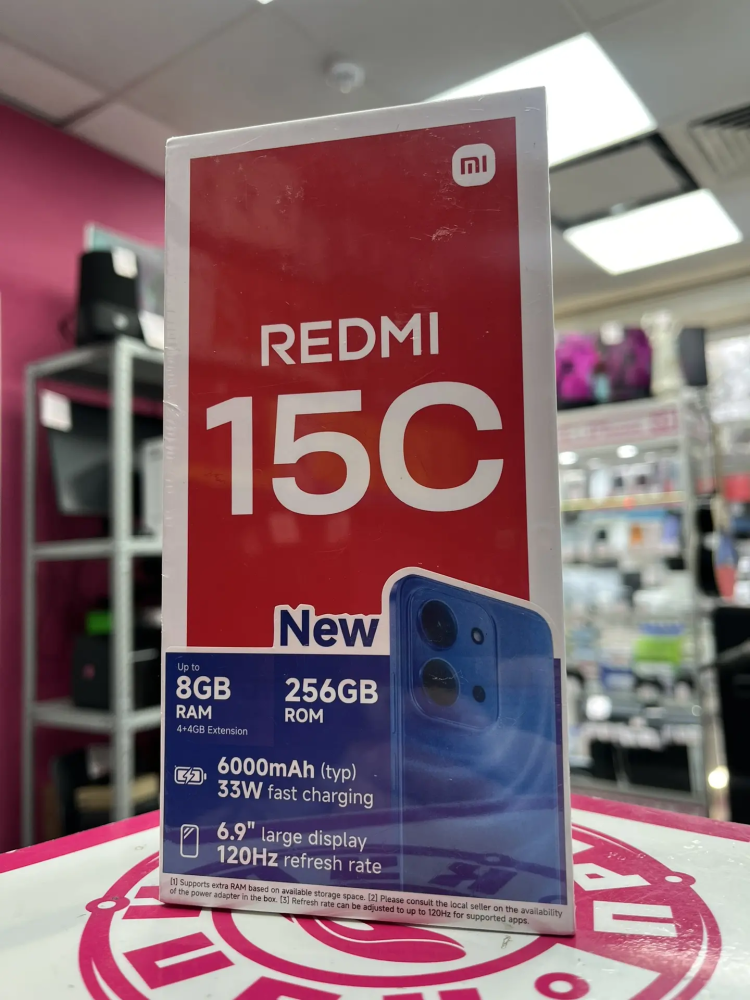 mi
REDMI
15C
New
Up to
8GB
RAM
4+4GB Extension
256GB
ROM
6000mAh (typ)
33W fast charging
6.9" large display
120Hz refresh rate
[1] Supports extra RAM based on available storage space. [2] Please consult the local seller on the availability
of the power adapter in the box. [3] Refresh rate can be adjusted to up to 120Hz for supported apps.